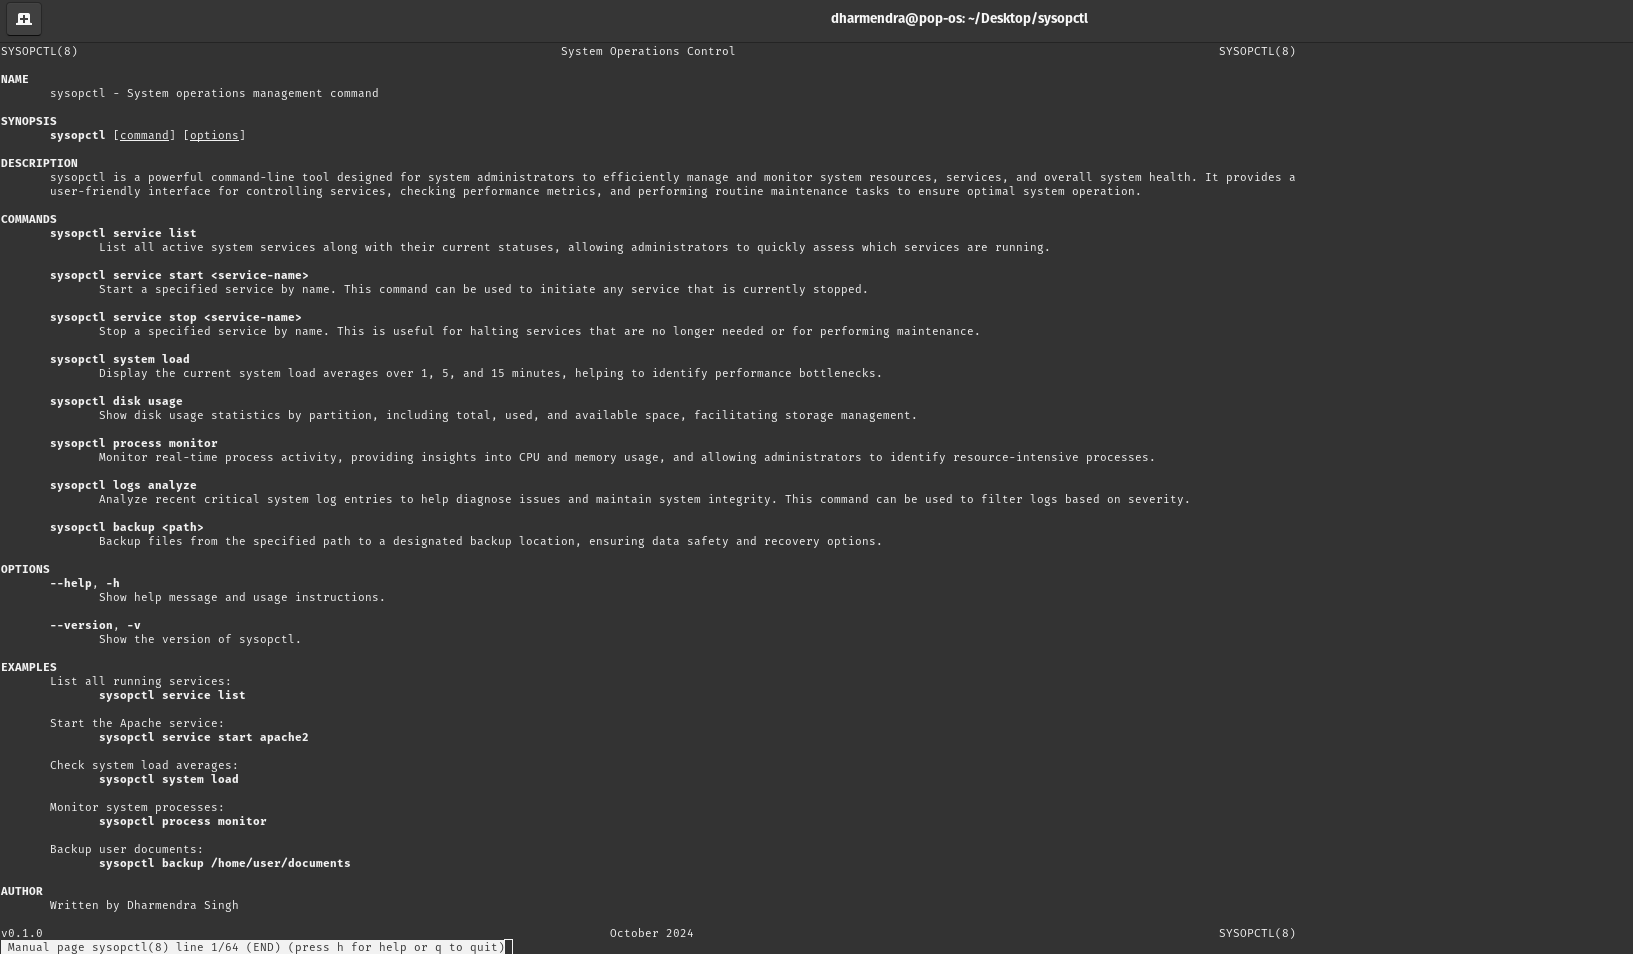 dharmendra@pop-os: ~/Desktop/sysopctl
SYSOPCTL(8) System Operations Control SYSOPCTL(8)
NAME
sysopctl - System operations management command
SYNOPSIS
sysopctl [command] [options]
DESCRIPTION
sysopctl is a powerful command-line tool designed for system administrators to efficiently manage and monitor system resources, services, and overall system health. It provides a
user-friendly interface for controlling services, checking performance metrics, and performing routine maintenance tasks to ensure optimal system operation.
COMMANDS
sysopctl service list
List all active system services along with their current statuses, allowing administrators to quickly assess which services are running.
sysopctl service start <service-name>
Start a specified service by name. This command can be used to initiate any service that is currently stopped.
sysopctl service stop <service-name>
Stop a specified service by name. This is useful for halting services that are no longer needed or for performing maintenance.
sysopctl system load
Display the current system load averages over 1, 5, and 15 minutes, helping to identify performance bottlenecks.
sysopctl disk usage
Show disk usage statistics by partition, including total, used, and available space, facilitating storage management.
sysopctl process monitor
Monitor real-time process activity, providing insights into CPU and memory usage, and allowing administrators to identify resource-intensive processes.
sysopctl logs analyze
Analyze recent critical system log entries to help diagnose issues and maintain system integrity. This command can be used to filter logs based on severity.
sysopctl backup <path>
Backup files from the specified path to a designated backup location, ensuring data safety and recovery options.
OPTIONS
--help, -h
Show help message and usage instructions.
--version, -v
Show the version of sysopctl.
EXAMPLES
List all running services:
sysopctl service list
Start the Apache service:
sysopctl service start apache2
Check system load averages:
sysopctl system load
Monitor system processes:
sysopctl process monitor
Backup user documents:
sysopctl backup /home/user/documents
AUTHOR
Written by Dharmendra Singh
v0.1.0 October 2024 SYSOPCTL(8)
Manual page sysopctl(8) line 1/64 (END) (press h for help or q to quit)